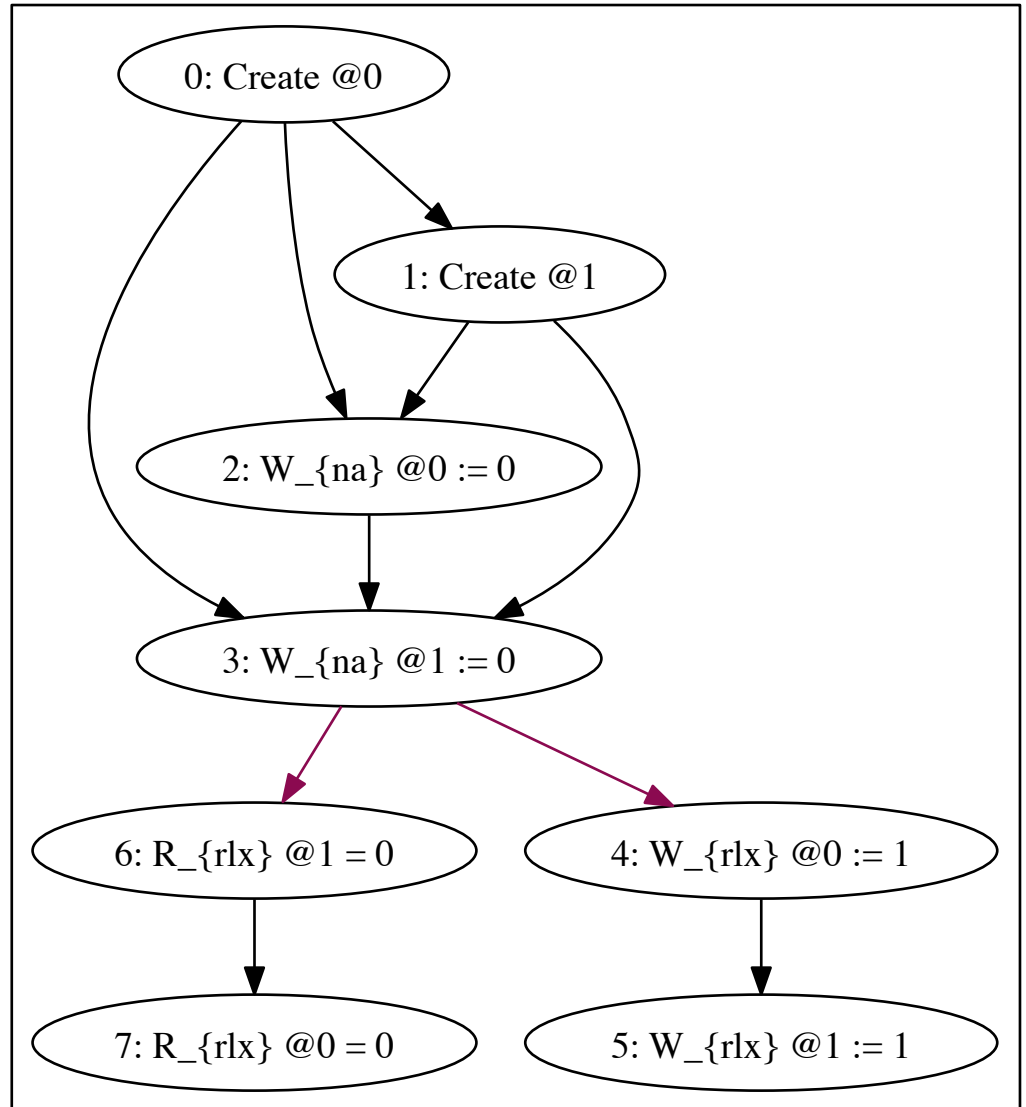 0: Create @0
1: Create @1
2: W_{na} @0 := 0
3: W_{na} @1 := 0
6: R_{rlx} @1 = 0
4: W_{rlx} @0 := 1
7: R_{rlx} @0 = 0
5: W_{rlx} @1 := 1